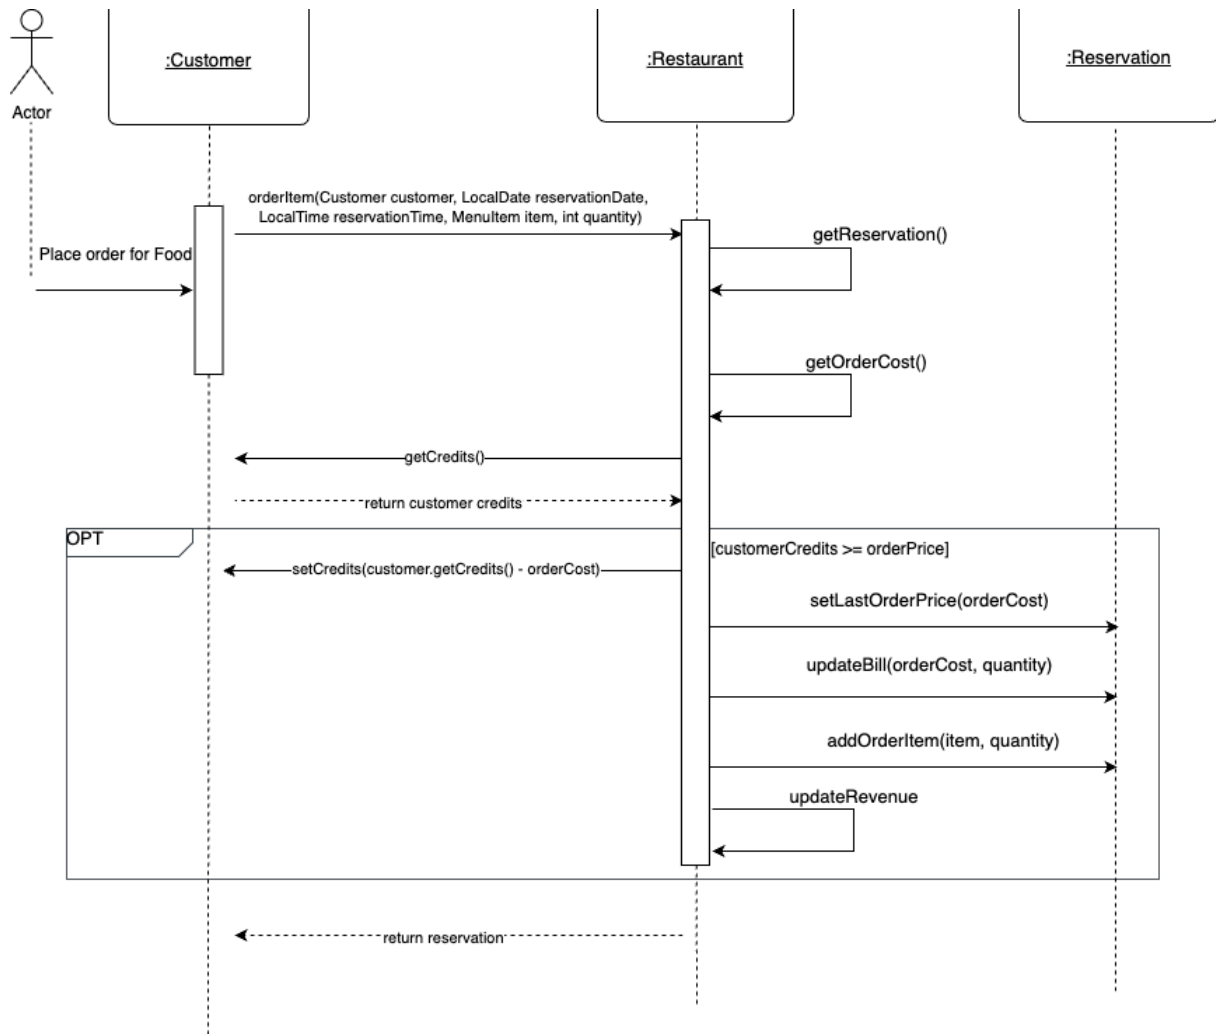 :Customer
:Restaurant
:Reservation
Actor
orderItem(Customer customer, LocalDate reservationDate,
LocalTime reservationTime, MenuItem item, int quantity)
getReservation()
Place order for Food
getOrderCost()
getCredits()
return customer credits
OPT
[customerCredits >= orderPrice]
setCredits(customer.getCredits() - orderCost)
setLastOrderPrice(orderCost)
updateBill(orderCost, quantity)
addOrderItem(item, quantity)
updateRevenue
return reservation